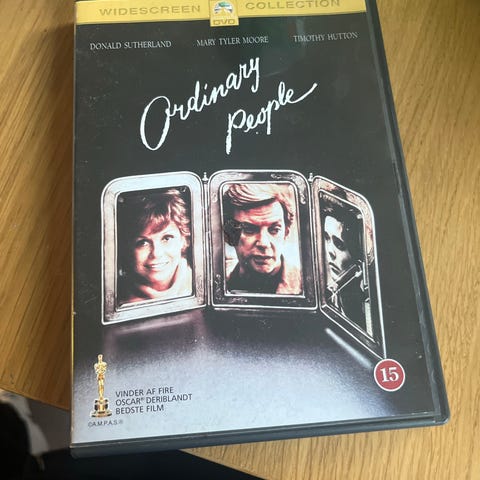 WIDESCREEN DVD COLLECTION
DONALD SUTHERLAND MARY TYLER MOORE TIMOTHY HUTTON
Ordinary
People
15
VINDER AF FIRE
OSCAR® DERIBLANDT
BEDSTE FILM
©A.M.P.A.S.®